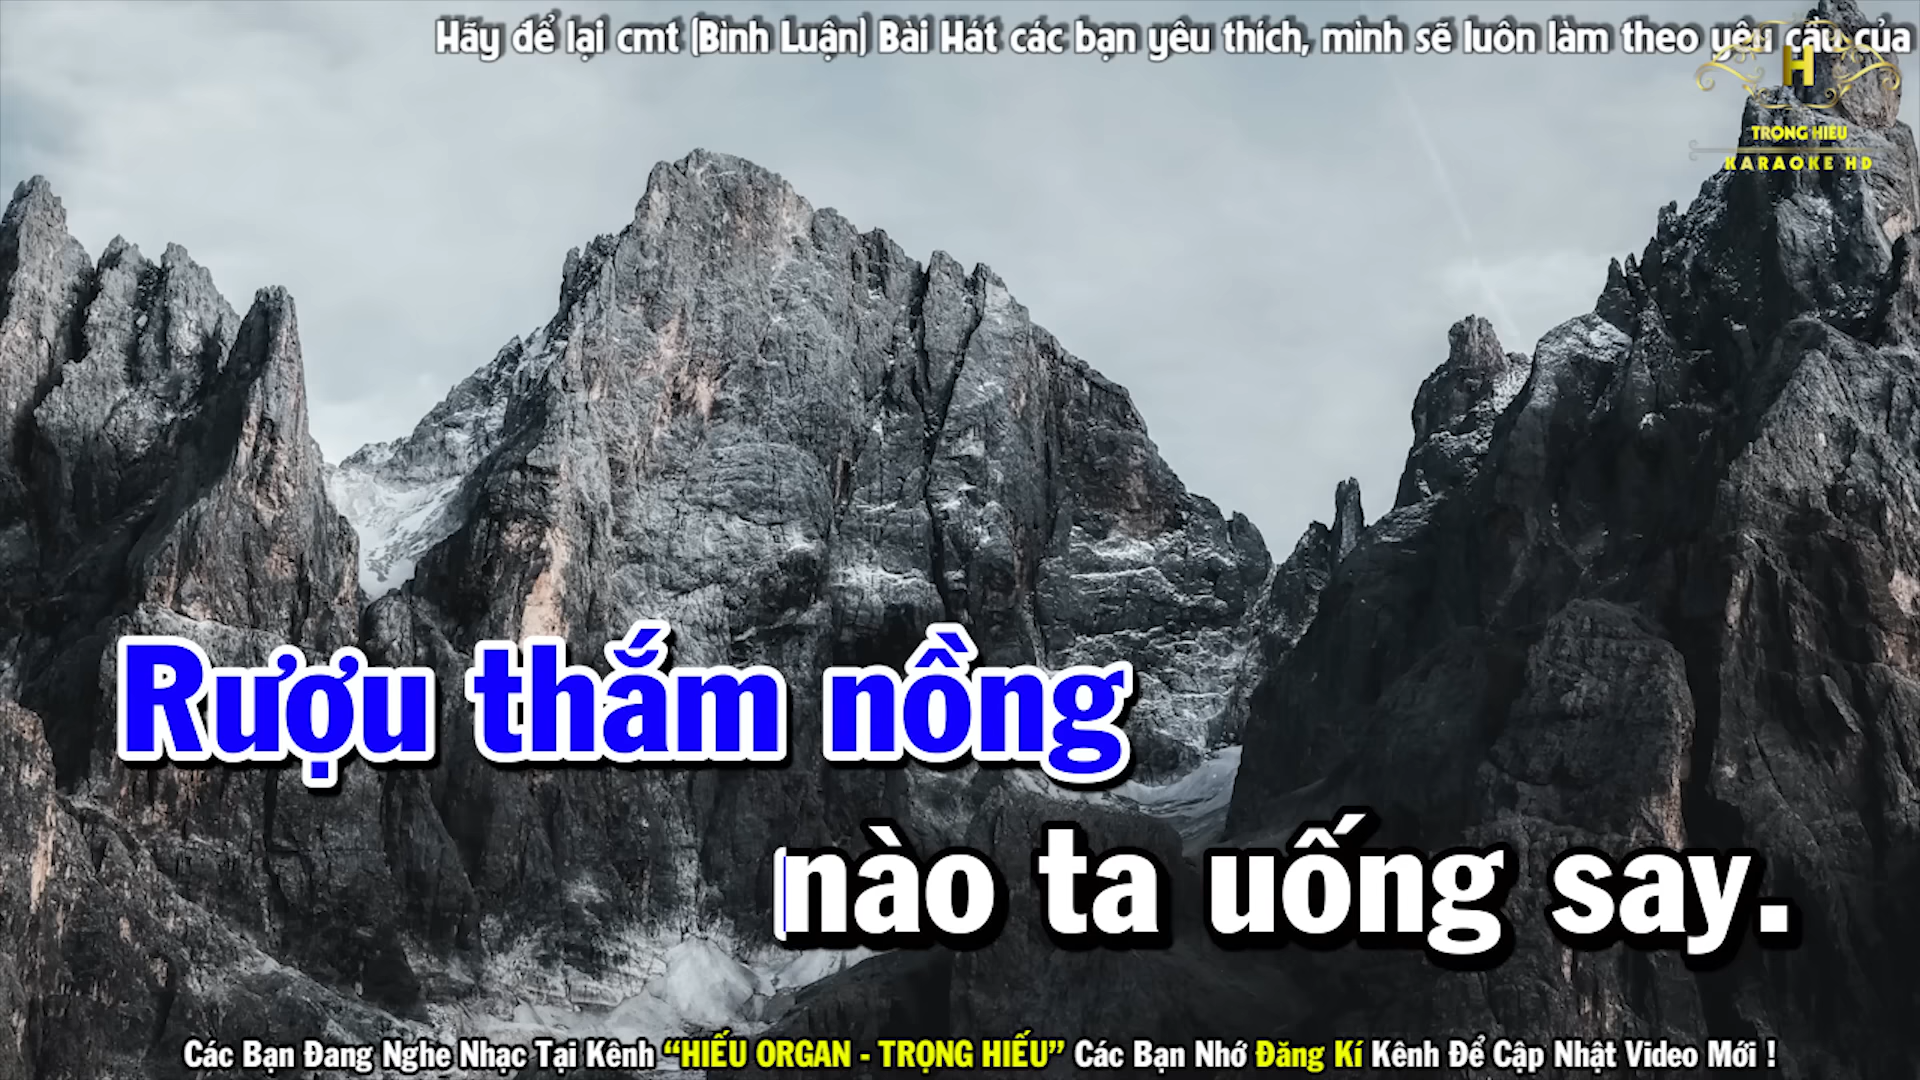 Hãy để lại cmt (Bình Luận) Bài Hát các bạn yêu thích, mình sẽ luôn làm theo yêu cầu của
H
TRỌNG HIẾU
KARAOKE HD
Rượu thắm nồng
nào ta uống say.
Các Bạn Đang Nghe Nhạc Tại Kênh “HIẾU ORGAN - TRỌNG HIẾU” Các Bạn Nhớ Đăng Kí Kênh Để Cập Nhật Video Mới !